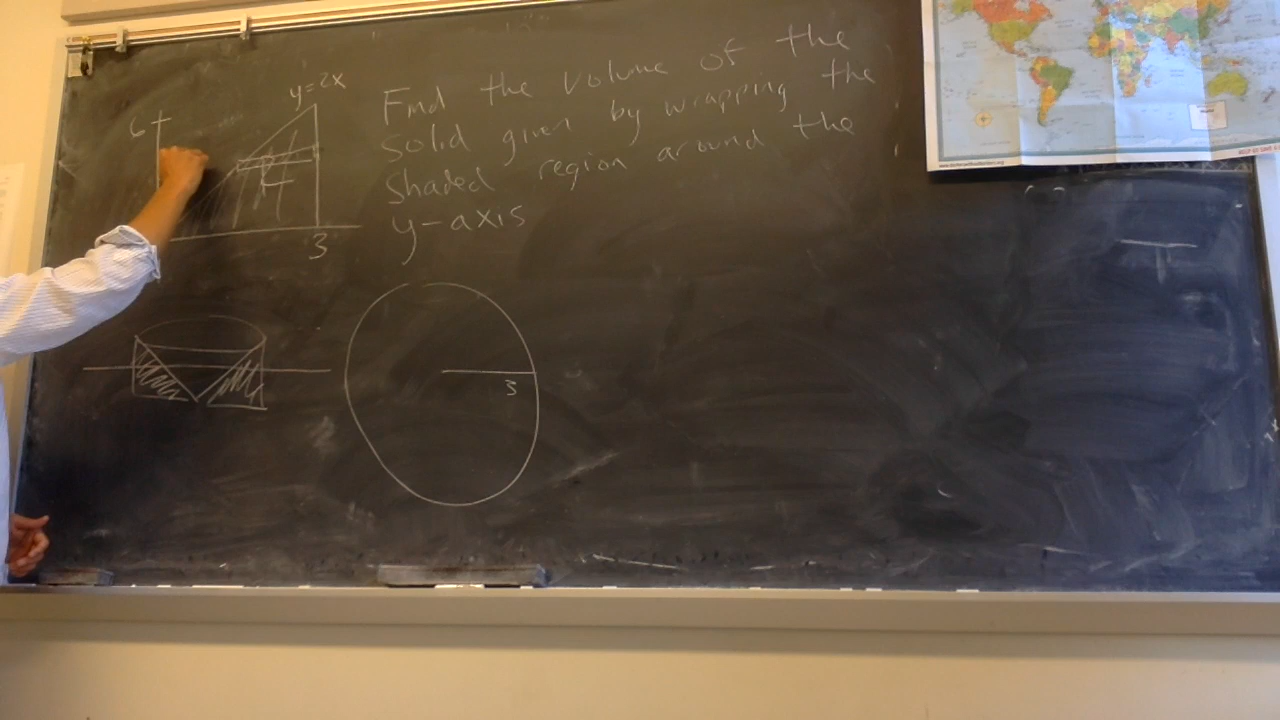 y=2x
6
3
Find the volume of the
solid given by wrapping the
shaded region around the
y-axis
3